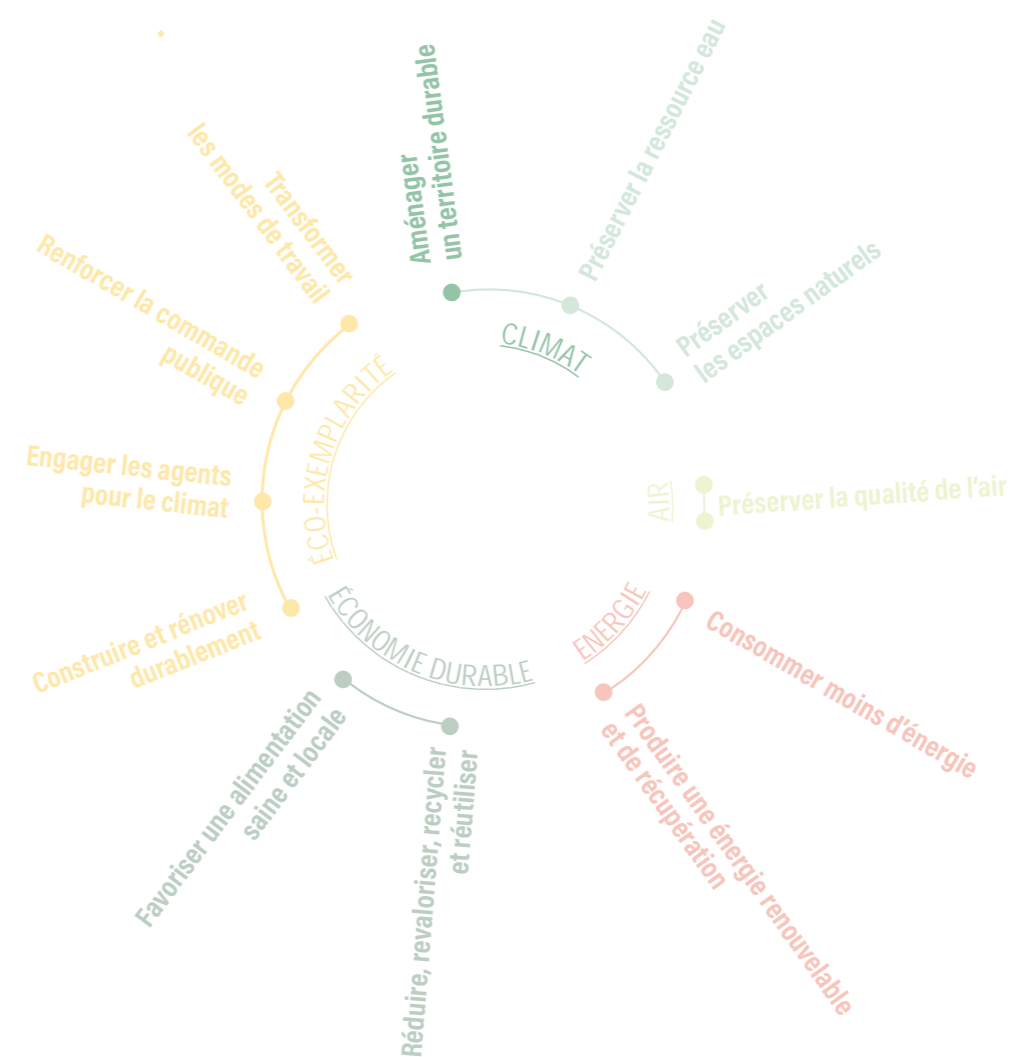 CLIMAT
Aménager
un territoire durable
Préserver la ressource eau
Préserver
les espaces naturels
AIR
Préserver la qualité de l'air
ENERGIE
Consommer moins d'énergie
Produire une énergie renouvelable
et de récupération
ÉCONOMIE DURABLE
Réduire, revaloriser, recycler
et réutiliser
Favoriser une alimentation
saine et locale
ÉCO-EXEMPLARITÉ
Construire et rénover
durablement
Engager les agents
pour le climat
Renforcer la commande
publique
Transformer
les modes de travail